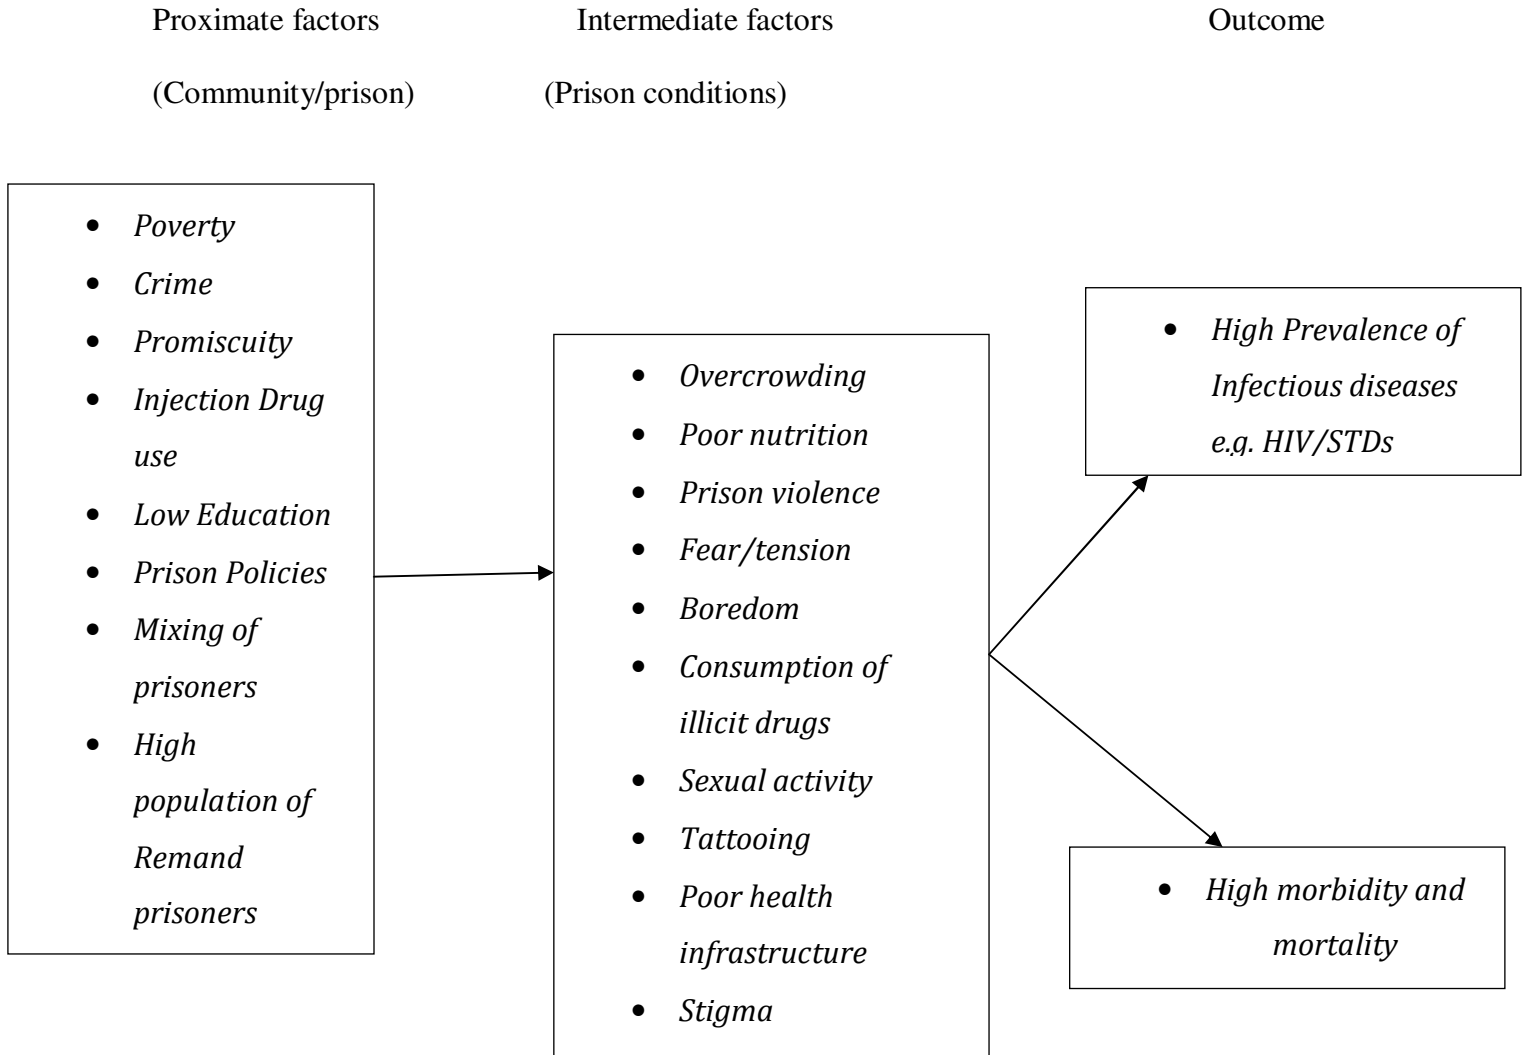 Proximate factors
Intermediate factors
Outcome
(Community/prison)
(Prison conditions)
• Poverty
• Crime
• Promiscuity
• Injection Drug
use
• Low Education
• Prison Policies
• Mixing of
prisoners
• High
population of
Remand
prisoners
• Overcrowding
• Poor nutrition
• Prison violence
• Fear/tension
• Boredom
• Consumption of
illicit drugs
• Sexual activity
• Tattooing
• Poor health
infrastructure
• Stigma
• High Prevalence of
Infectious diseases
e.g. HIV/STDs
• High morbidity and
mortality